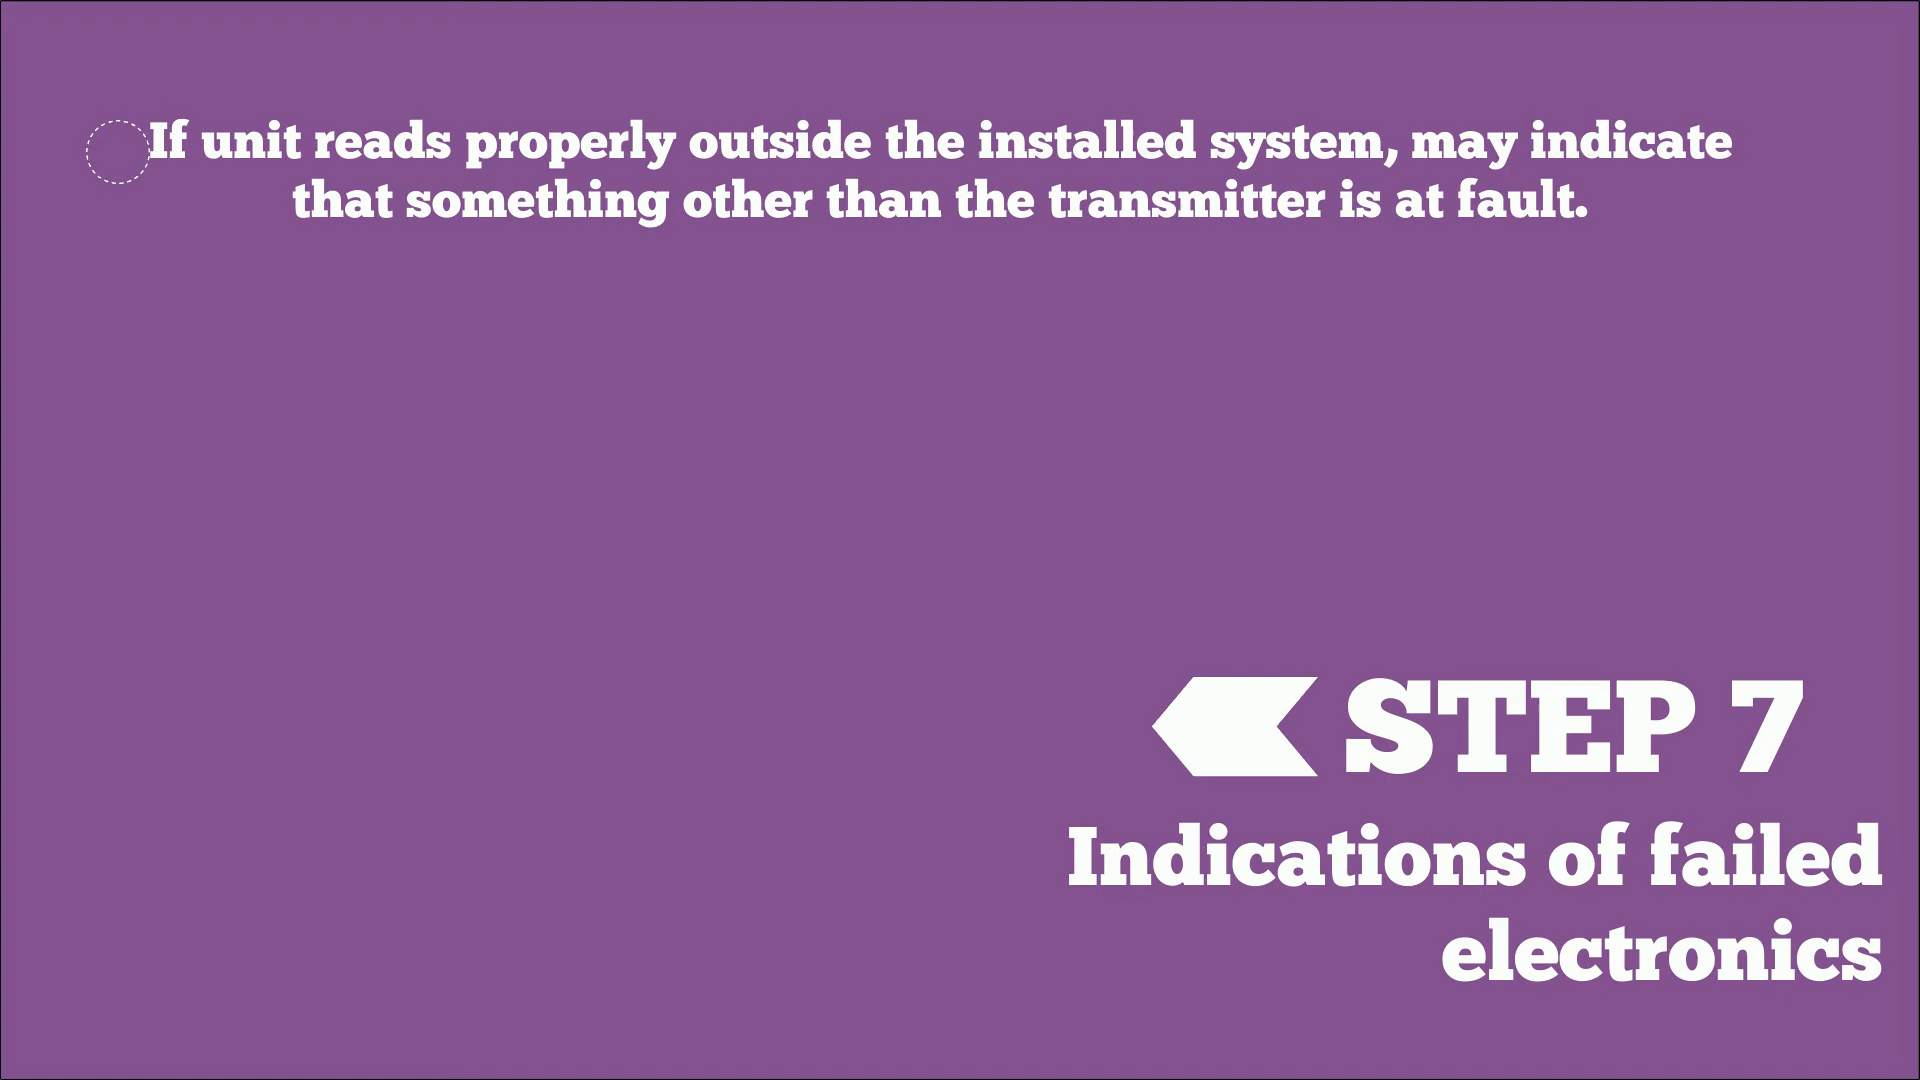 If unit reads properly outside the installed system, may indicate
that something other than the transmitter is at fault.
STEP 7
Indications of failed
electronics